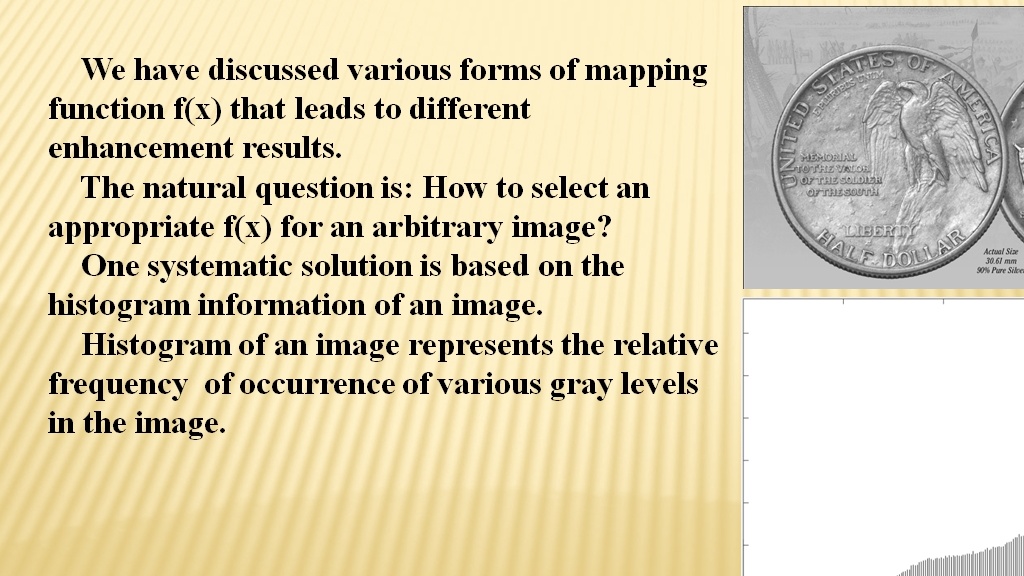 We have discussed various forms of mapping
function f(x) that leads to different
enhancement results.
The natural question is: How to select an
appropriate f(x) for an arbitrary image?
One systematic solution is based on the
histogram information of an image.
Histogram of an image represents the relative
frequency of occurrence of various gray levels
in the image.
UNITED STATES OF AMERICA
MEMORIAL
TO THE VALOR
OF THE SOLDIER
OF THE SOUTH
LIBERTY
HALF DOLLAR
Actual Size
30.61 mm
90% Pure Silver